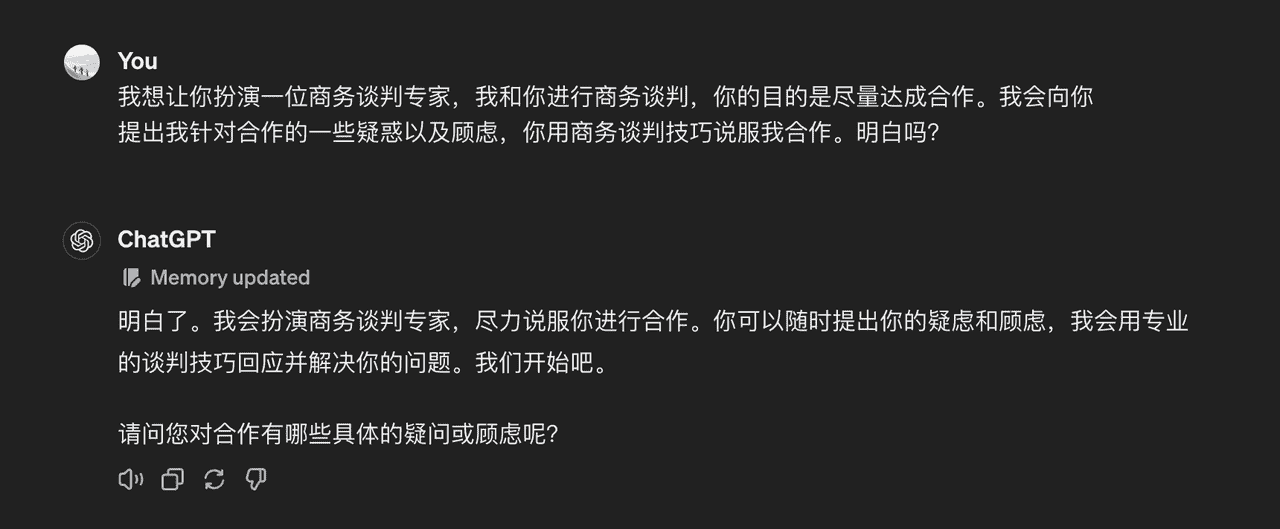 You
我想让你扮演一位商务谈判专家，我和你进行商务谈判，你的目的是尽量达成合作。我会向你
提出我针对合作的一些疑惑以及顾虑，你用商务谈判技巧说服我合作。明白吗？
ChatGPT
Memory updated
明白了。我会扮演商务谈判专家，尽力说服你进行合作。你可以随时提出你的疑虑和顾虑，我会用专业
的谈判技巧回应并解决你的问题。我们开始吧。
请问您对合作有哪些具体的疑问或顾虑呢？